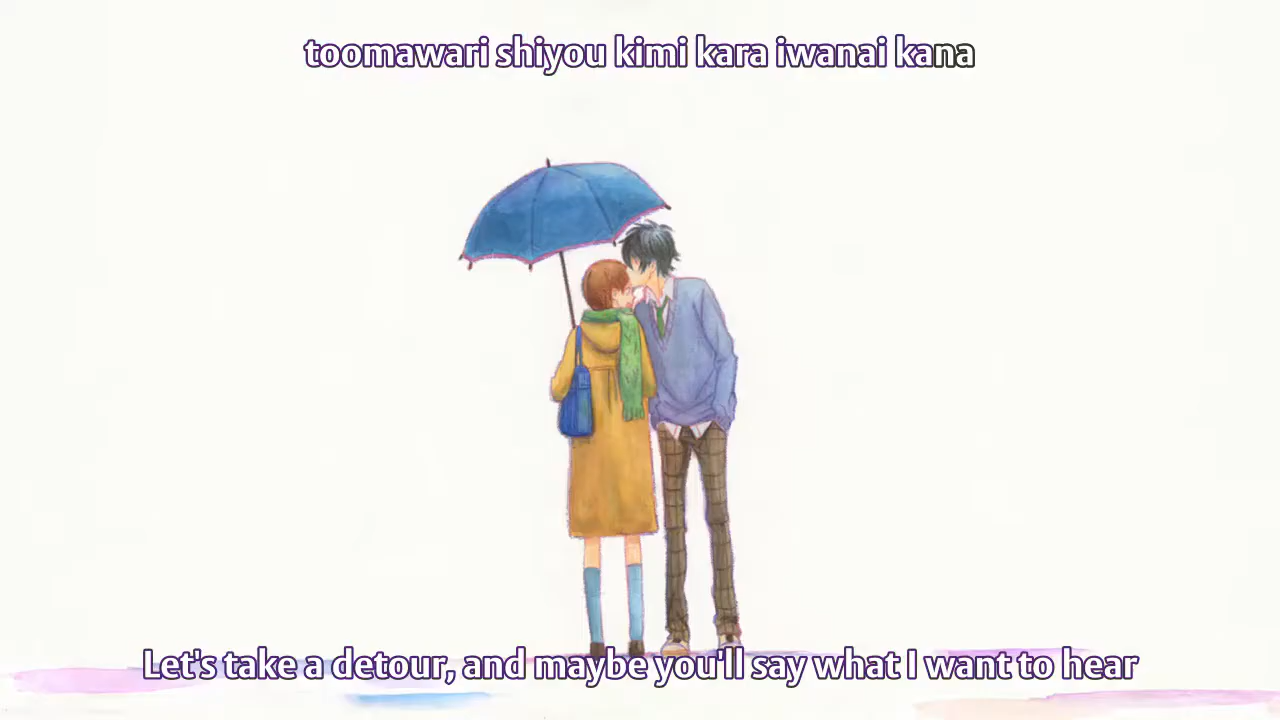 toomawari shiyou kimi kara iwanai kana
Let's take a detour, and maybe you'll say what I want to hear